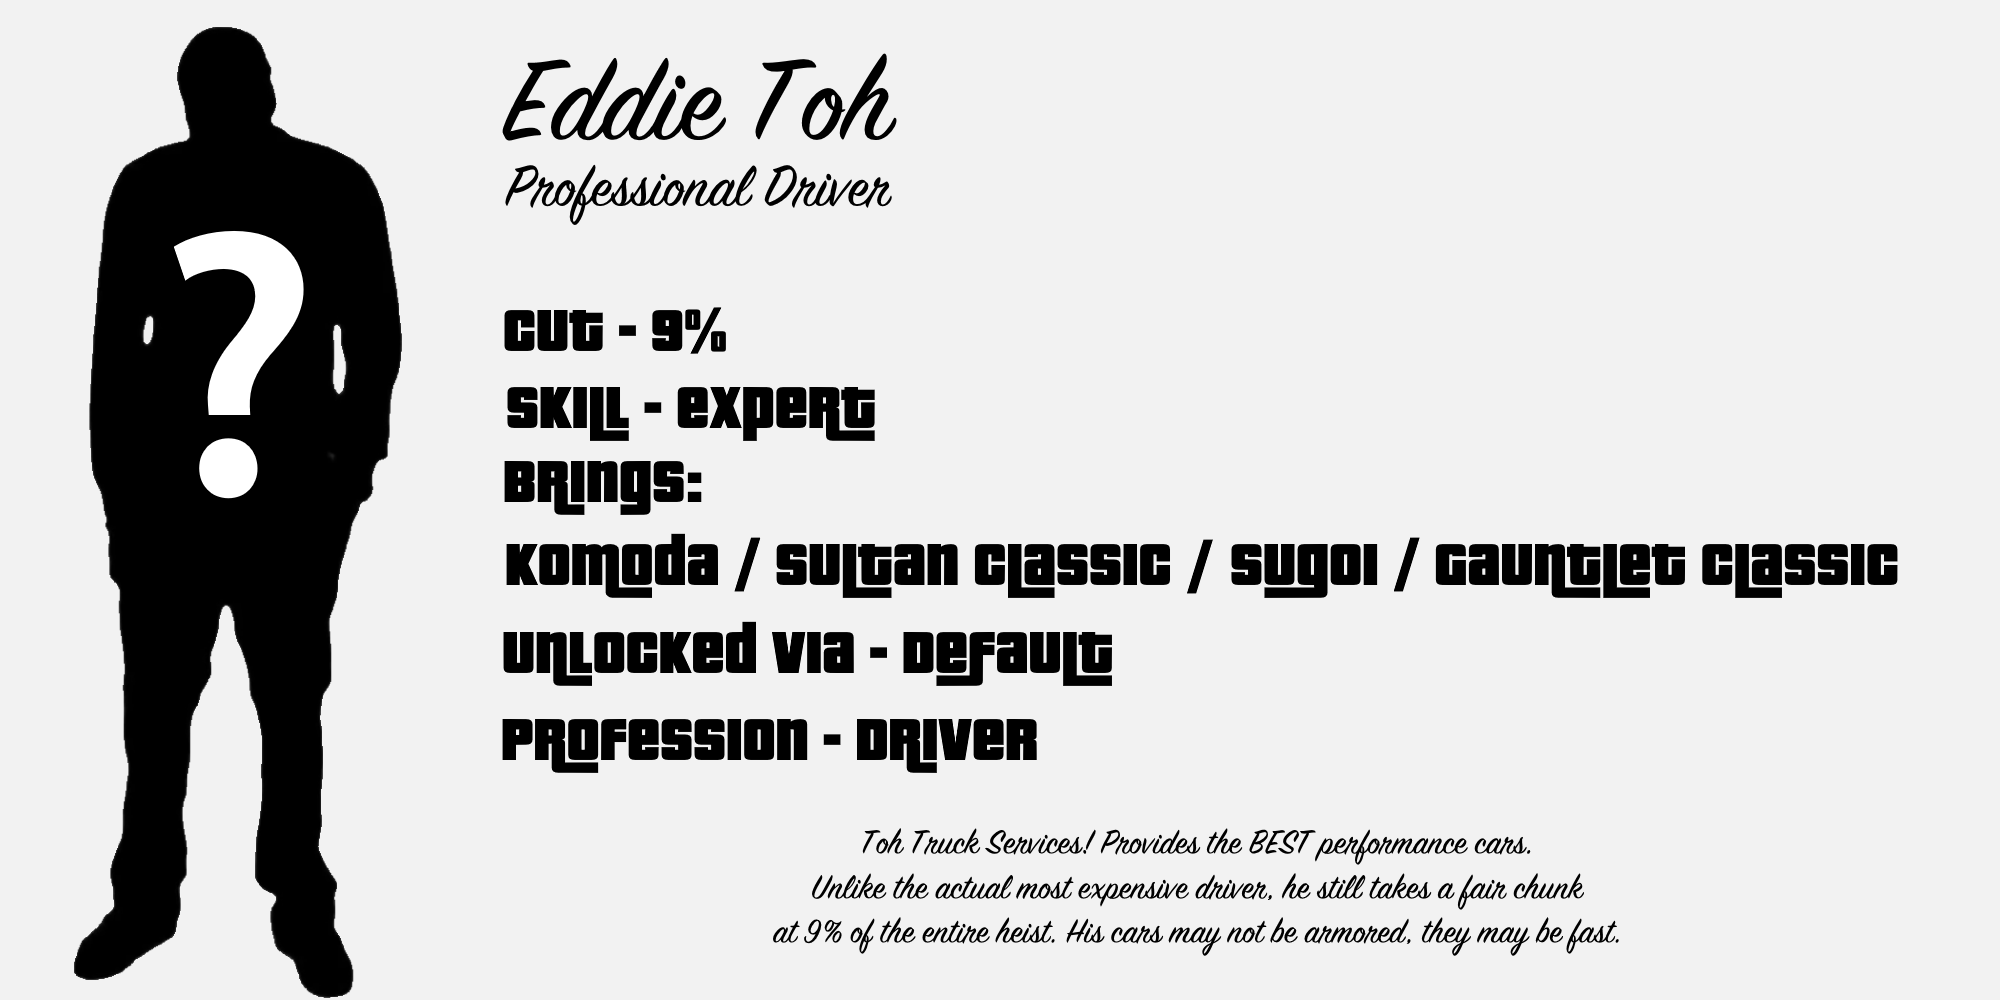 ?
Eddie Toh
Professional Driver
Cut - 9%
Skill - Expert
Brings:
Komoda / Sultan Classic / Sugoi / Gauntlet Classic
Unlocked via - Default
Profession - Driver
Toh Truck Services! Provides the BEST performance cars.
Unlike the actual most expensive driver, he still takes a fair chunk
at 9% of the entire heist. His cars may not be armored, they may be fast.